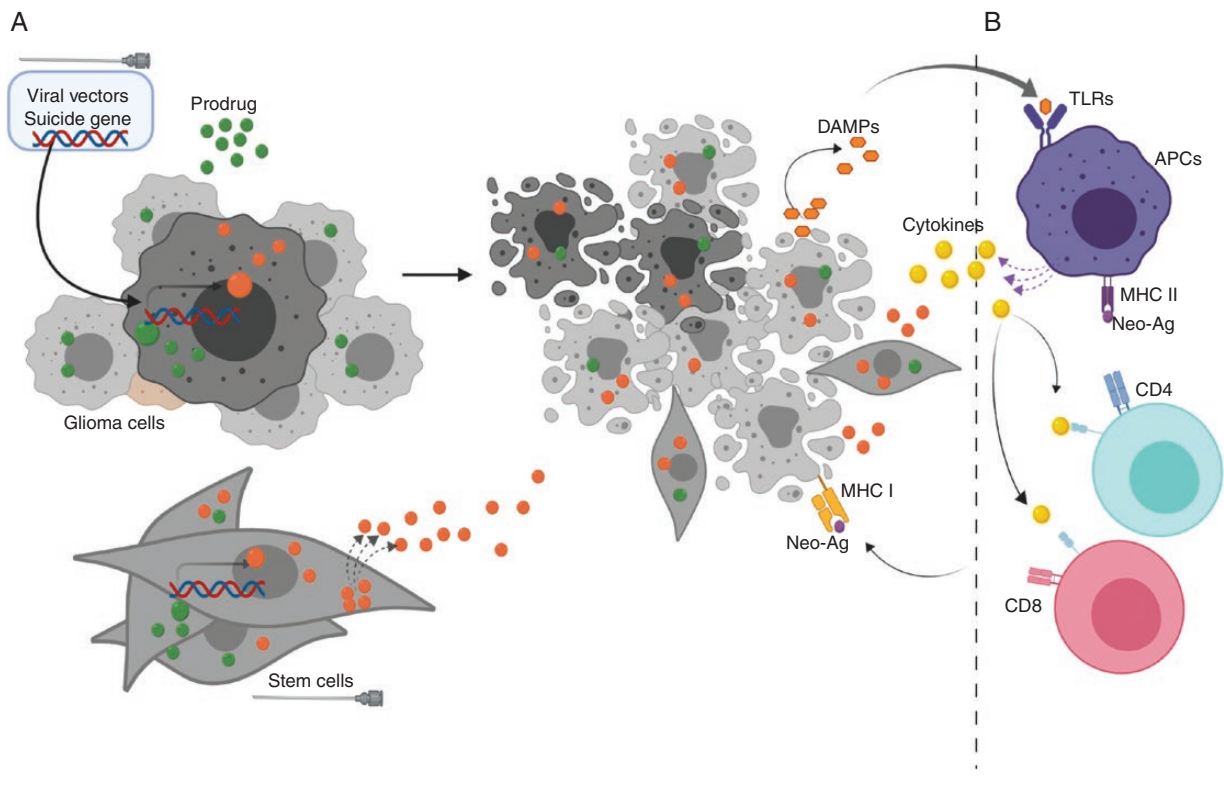 A
B
Viral vectors
Suicide gene
Prodrug
Glioma cells
Stem cells
DAMPs
Cytokines
MHC I
Neo-Ag
TLRs
APCs
MHC II
Neo-Ag
CD4
CD8